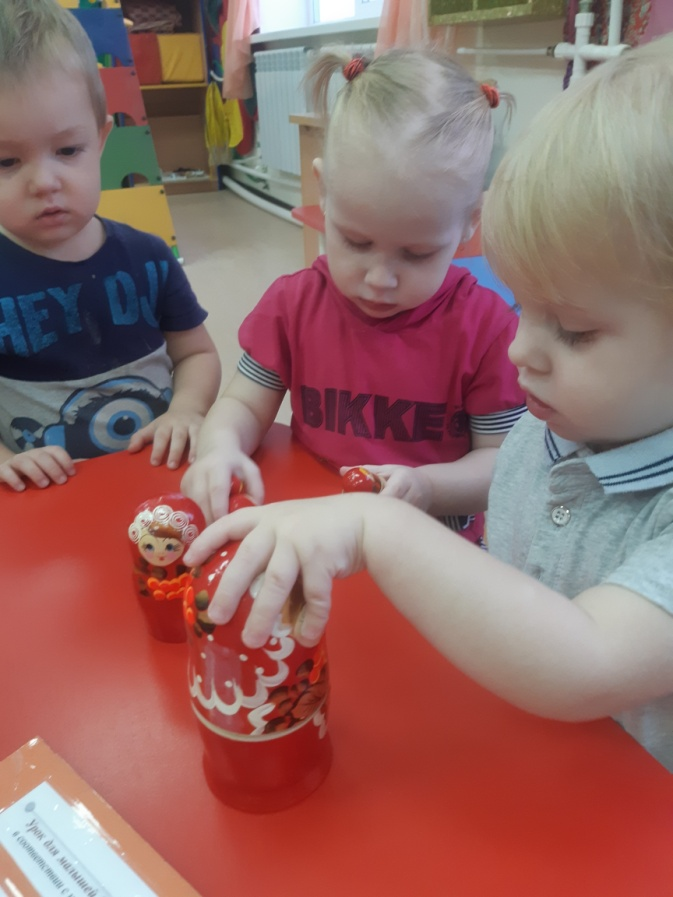 HEY DJ
BIKKE
Урок для малышей
в соответствии с